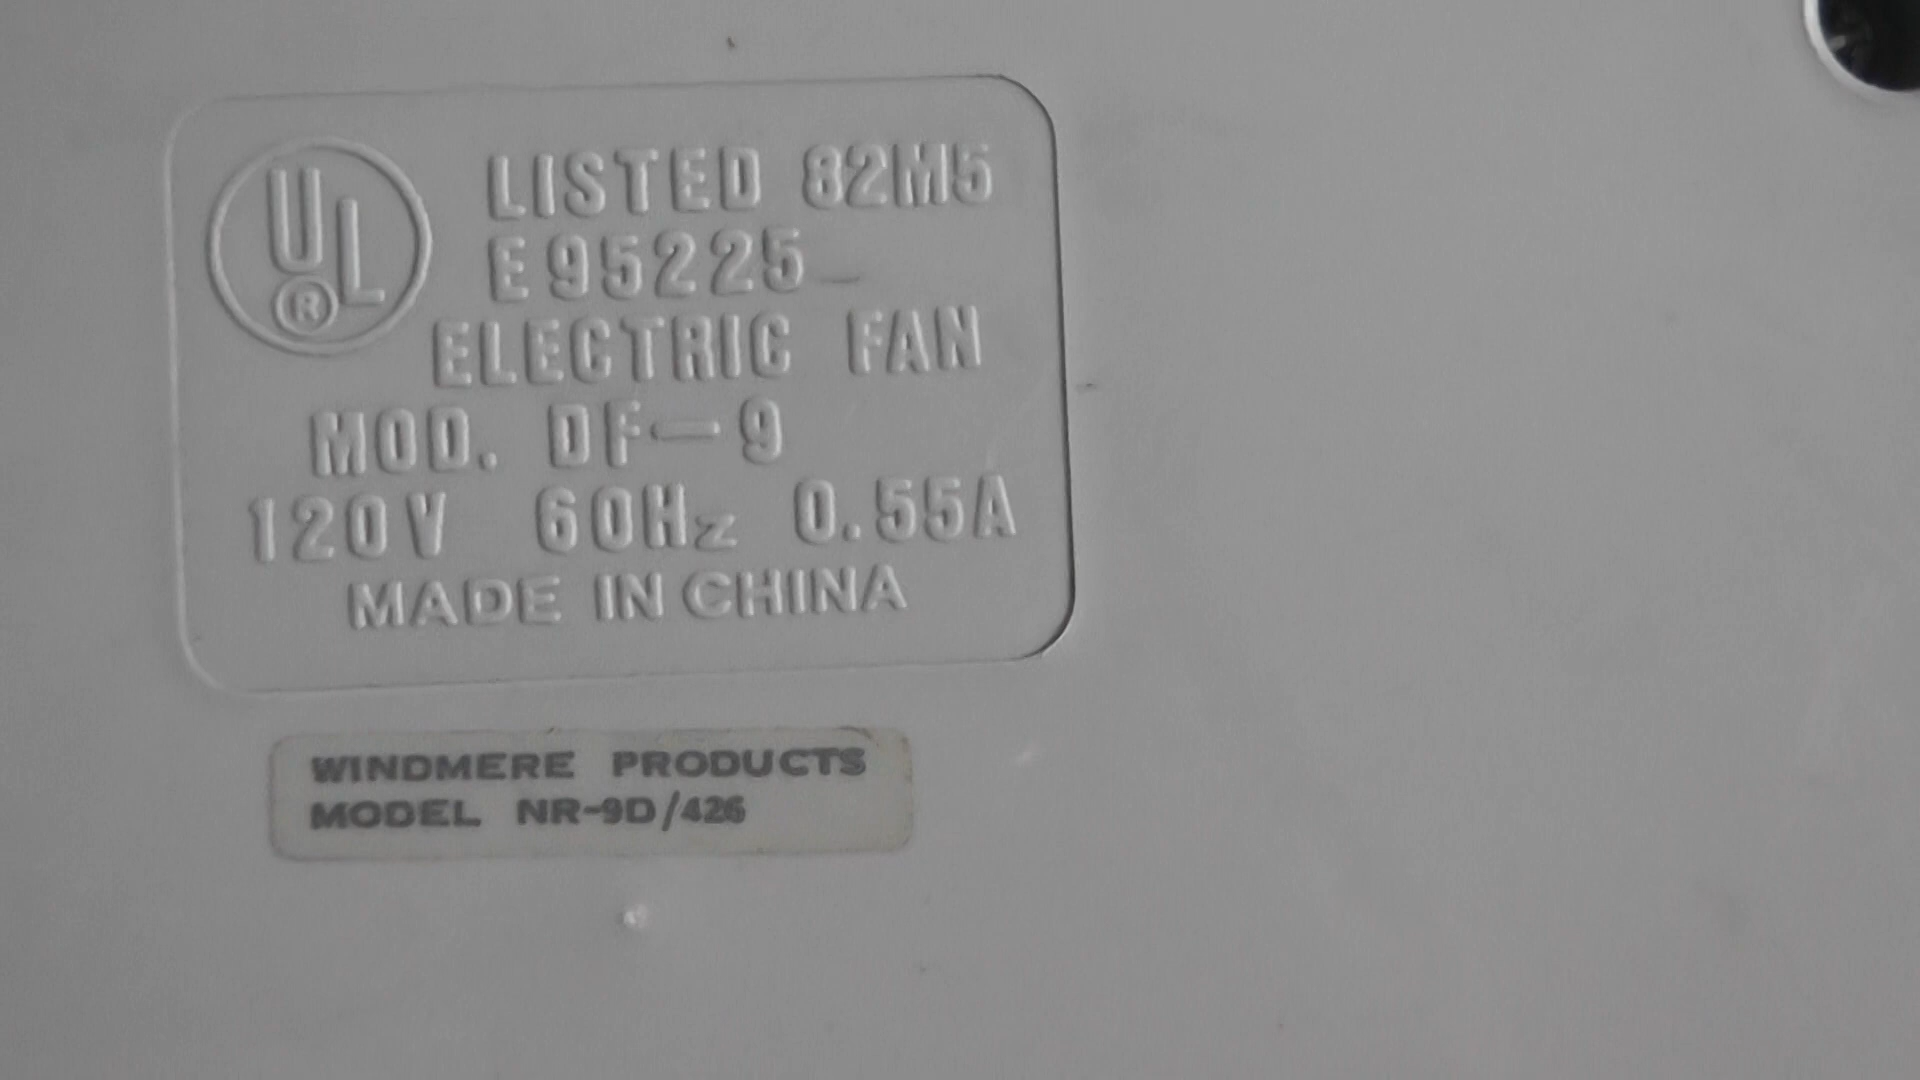 UL® LISTED 82M5
E95225
ELECTRIC FAN
MOD. DF-9
120V 60Hz 0.55A
MADE IN CHINA
WINDMERE PRODUCTS
MODEL NR-9D/426